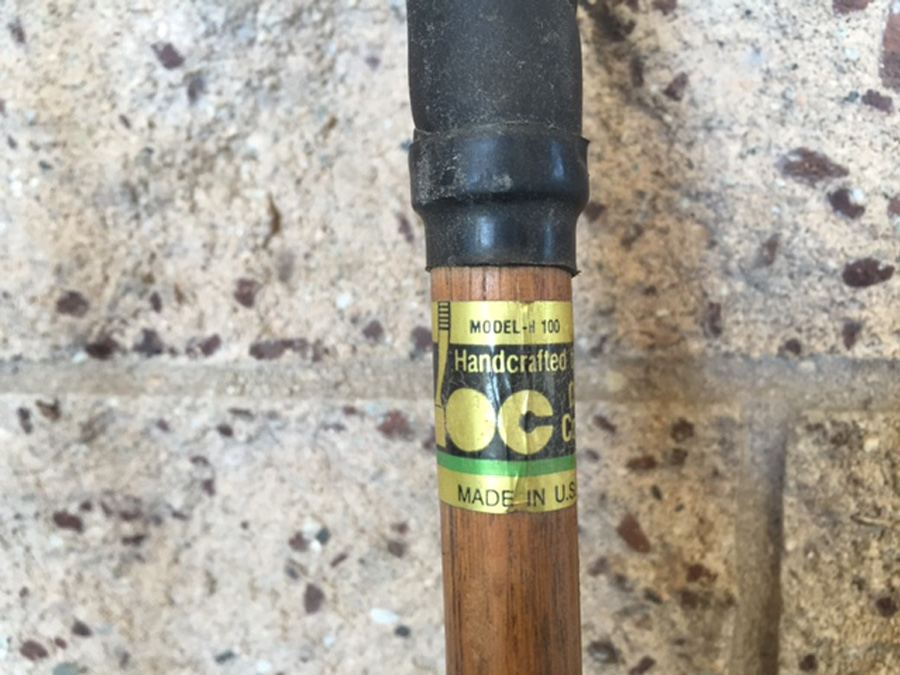 MODEL-H 100
Handcrafted
OC
MADE IN U.S